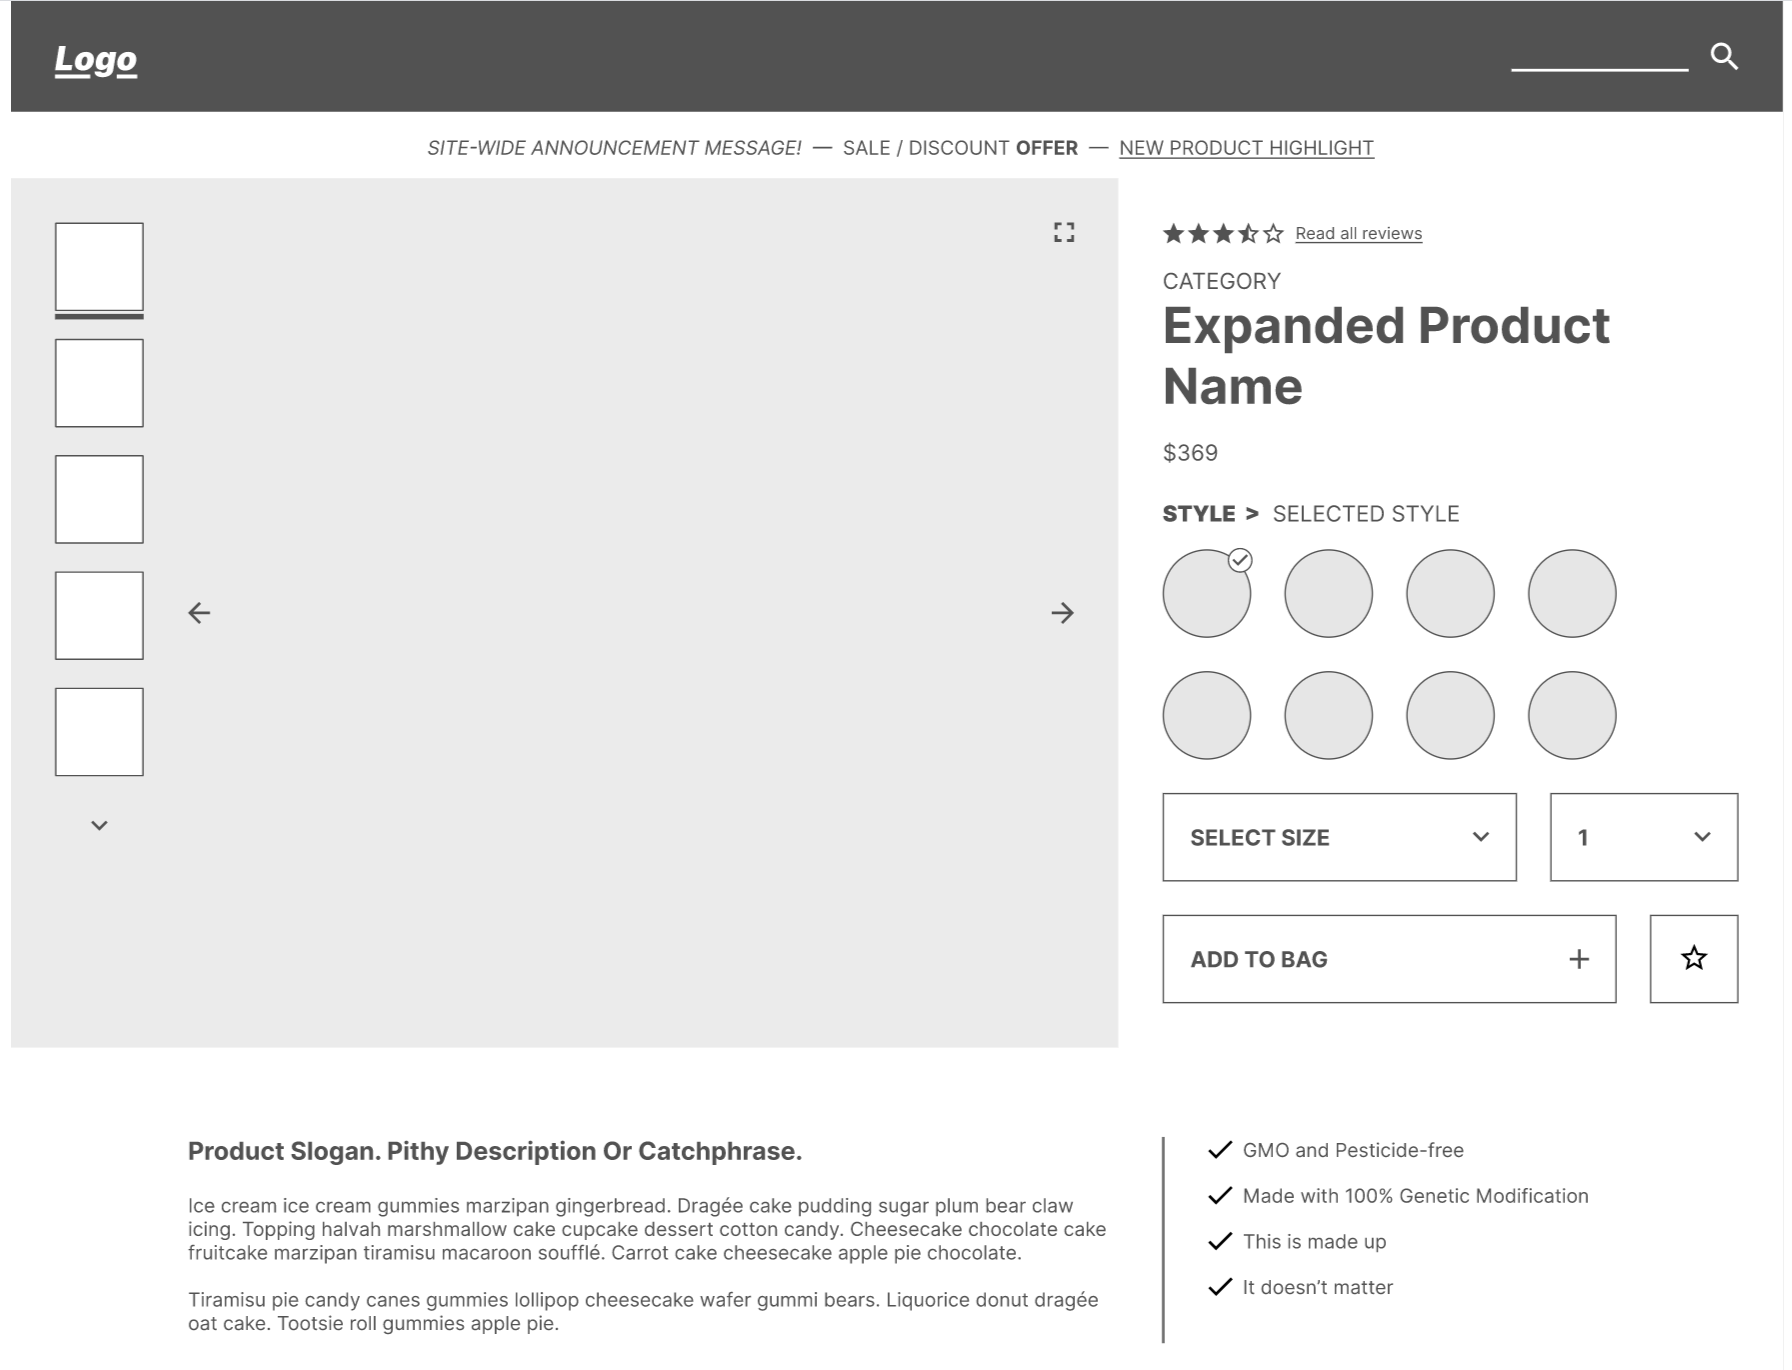 Logo
SITE-WIDE ANNOUNCEMENT MESSAGE! — SALE / DISCOUNT OFFER — NEW PRODUCT HIGHLIGHT
Read all reviews
CATEGORY
Expanded Product
Name
$369
STYLE > SELECTED STYLE
SELECT SIZE
1
ADD TO BAG
Product Slogan. Pithy Description Or Catchphrase.
Ice cream ice cream gummies marzipan gingerbread. Dragée cake pudding sugar plum bear claw
icing. Topping halvah marshmallow cake cupcake dessert cotton candy. Cheesecake chocolate cake
fruitcake marzipan tiramisu macaroon soufflé. Carrot cake cheesecake apple pie chocolate.
Tiramisu pie candy canes gummies lollipop cheesecake wafer gummi bears. Liquorice donut dragée
oat cake. Tootsie roll gummies apple pie.
GMO and Pesticide-free
Made with 100% Genetic Modification
This is made up
It doesn’t matter